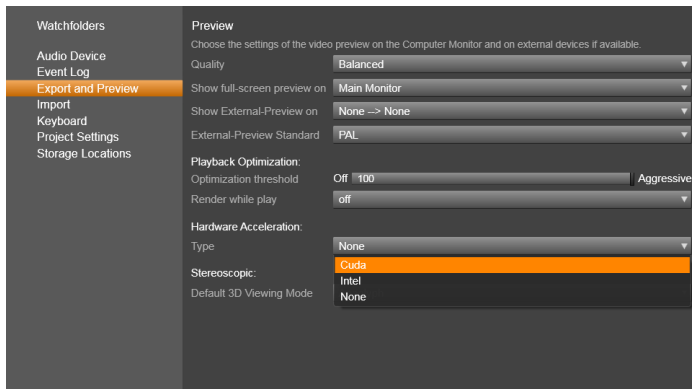 Watchfolders
Audio Device
Event Log
Export and Preview
Import
Keyboard
Project Settings
Storage Locations
Preview
Choose the settings of the video preview on the Computer Monitor and on external devices if available.
Quality Balanced
Show full-screen preview on Main Monitor
Show External-Preview on None --> None
External-Preview Standard PAL
Playback Optimization:
Optimization threshold Off 100 Aggressive
Render while play off
Hardware Acceleration:
Type None
Cuda
Stereoscopic: Intel
Default 3D Viewing Mode None